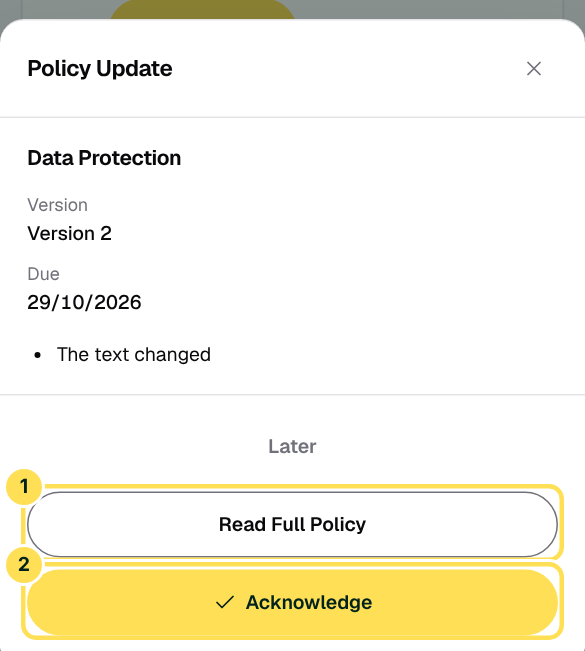 Policy Update
Data Protection
Version
Version 2
Due
29/10/2026
• The text changed
Later
1
Read Full Policy
2
Acknowledge